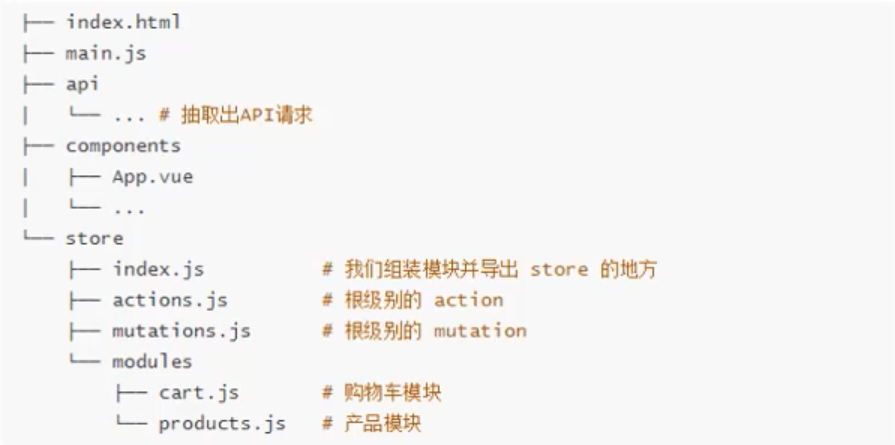 ├── index.html
├── main.js
├── api
│   └── ... # 抽取出API请求
├── components
│   ├── App.vue
│   └── ...
└── store
    ├── index.js          # 我们组装模块并导出 store 的地方
    ├── actions.js        # 根级别的 action
    ├── mutations.js      # 根级别的 mutation
    └── modules
        ├── cart.js       # 购物车模块
        └── products.js   # 产品模块